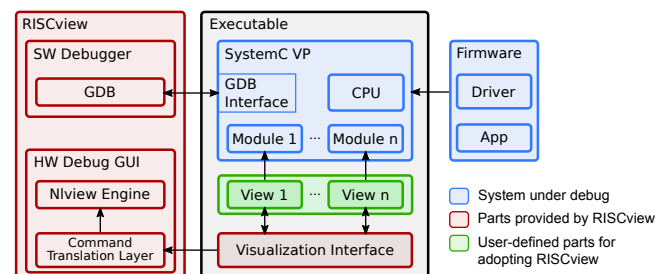 RISCview
Executable
SW Debugger
GDB
SystemC VP
GDB
Interface
CPU
Module 1
...
Module n
Firmware
Driver
App
HW Debug GUI
NIview Engine
Command
Translation Layer
View 1
...
View n
Visualization Interface
System under debug
Parts provided by RISCview
User-defined parts for
adopting RISCview